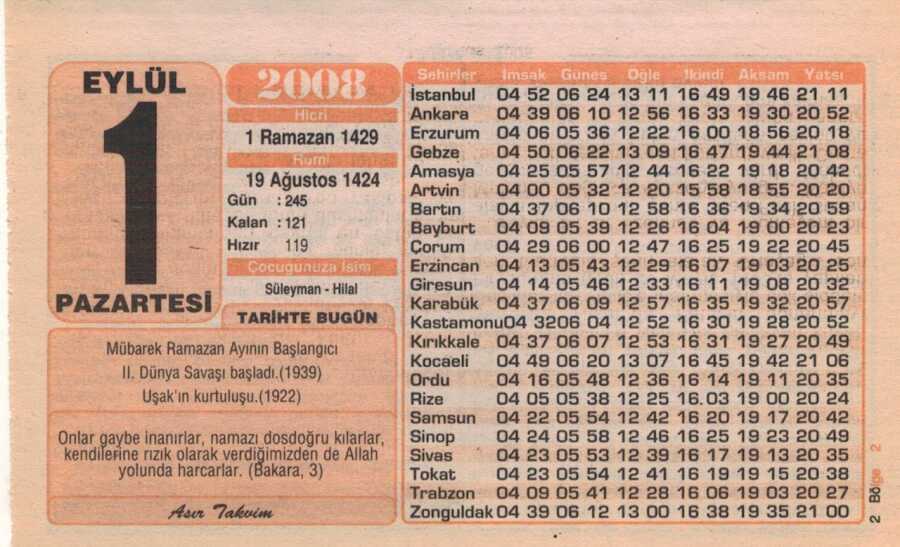 EYLÜL
1
PAZARTESİ
2008
Hicri
1 Ramazan 1429
Rumi
19 Ağustos 1424
Gün : 245
Kalan : 121
Hızır 119
Çocuğunuza İsim
Süleyman - Hilal
TARİHTE BUGÜN
Mübarek Ramazan Ayının Başlangıcı
II. Dünya Savaşı başladı.(1939)
Uşak'ın kurtuluşu.(1922)
Onlar gaybe inanırlar, namazı dosdoğru kılarlar,
kendilerine rızık olarak verdiğimizden de Allah
yolunda harcarlar. (Bakara, 3)
Asır Takvim
Şehirler İmsak Güneş Öğle İkindi Akşam Yatsı
İstanbul 04 52 06 24 13 11 16 49 19 46 21 11
Ankara 04 39 06 10 12 56 16 33 19 30 20 52
Erzurum 04 06 05 36 12 22 16 00 18 56 20 18
Gebze 04 50 06 22 13 09 16 47 19 44 21 08
Amasya 04 25 05 57 12 44 16 22 19 18 20 42
Artvin 04 00 05 32 12 20 15 58 18 55 20 20
Bartın 04 37 06 10 12 58 16 36 19 34 20 59
Bayburt 04 09 05 39 12 26 16 04 19 00 20 23
Çorum 04 29 06 00 12 47 16 25 19 22 20 45
Erzincan 04 13 05 43 12 29 16 07 19 03 20 25
Giresun 04 14 05 46 12 33 16 11 19 08 20 32
Karabük 04 37 06 09 12 57 16 35 19 32 20 57
Kastamonu04 3206 04 12 52 16 30 19 28 20 52
Kırıkkale 04 37 06 07 12 53 16 31 19 27 20 49
Kocaeli 04 49 06 20 13 07 16 45 19 42 21 06
Ordu 04 16 05 48 12 36 16 14 19 11 20 35
Rize 04 05 05 38 12 25 16.03 19 00 20 24
Samsun 04 22 05 54 12 42 16 20 19 17 20 42
Sinop 04 24 05 58 12 46 16 25 19 23 20 49
Sivas 04 23 05 53 12 39 16 17 19 13 20 35
Tokat 04 23 05 54 12 41 16 19 19 15 20 38
Trabzon 04 09 05 41 12 28 16 06 19 03 20 27
Zonguldak 04 39 06 12 13 00 16 38 19 35 21 00
2 Bölge 2